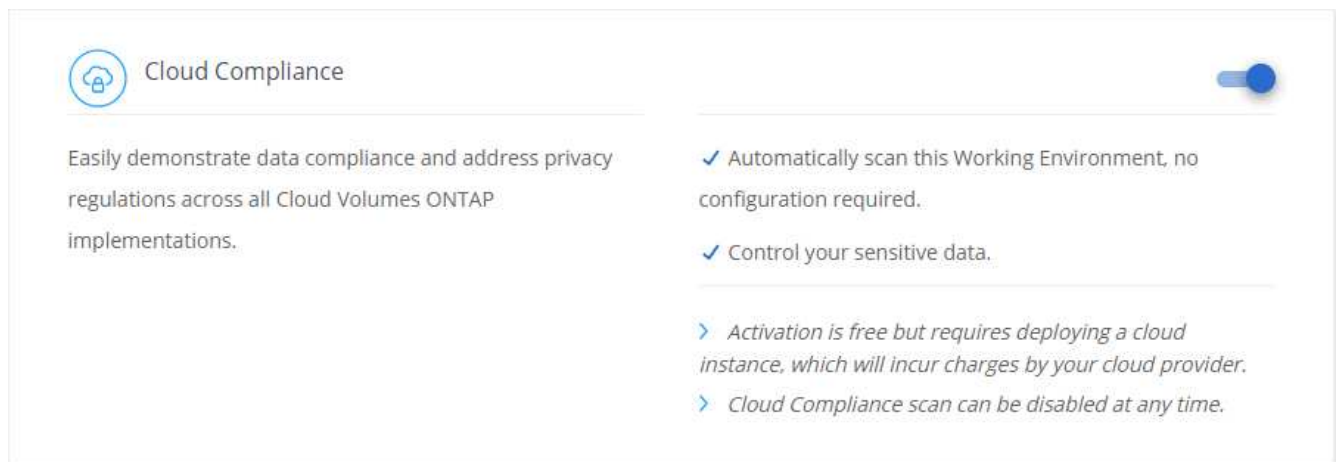 Cloud Compliance
Easily demonstrate data compliance and address privacy
regulations across all Cloud Volumes ONTAP
implementations.
Automatically scan this Working Environment, no
configuration required.
Control your sensitive data.
Activation is free but requires deploying a cloud
instance, which will incur charges by your cloud provider.
Cloud Compliance scan can be disabled at any time.